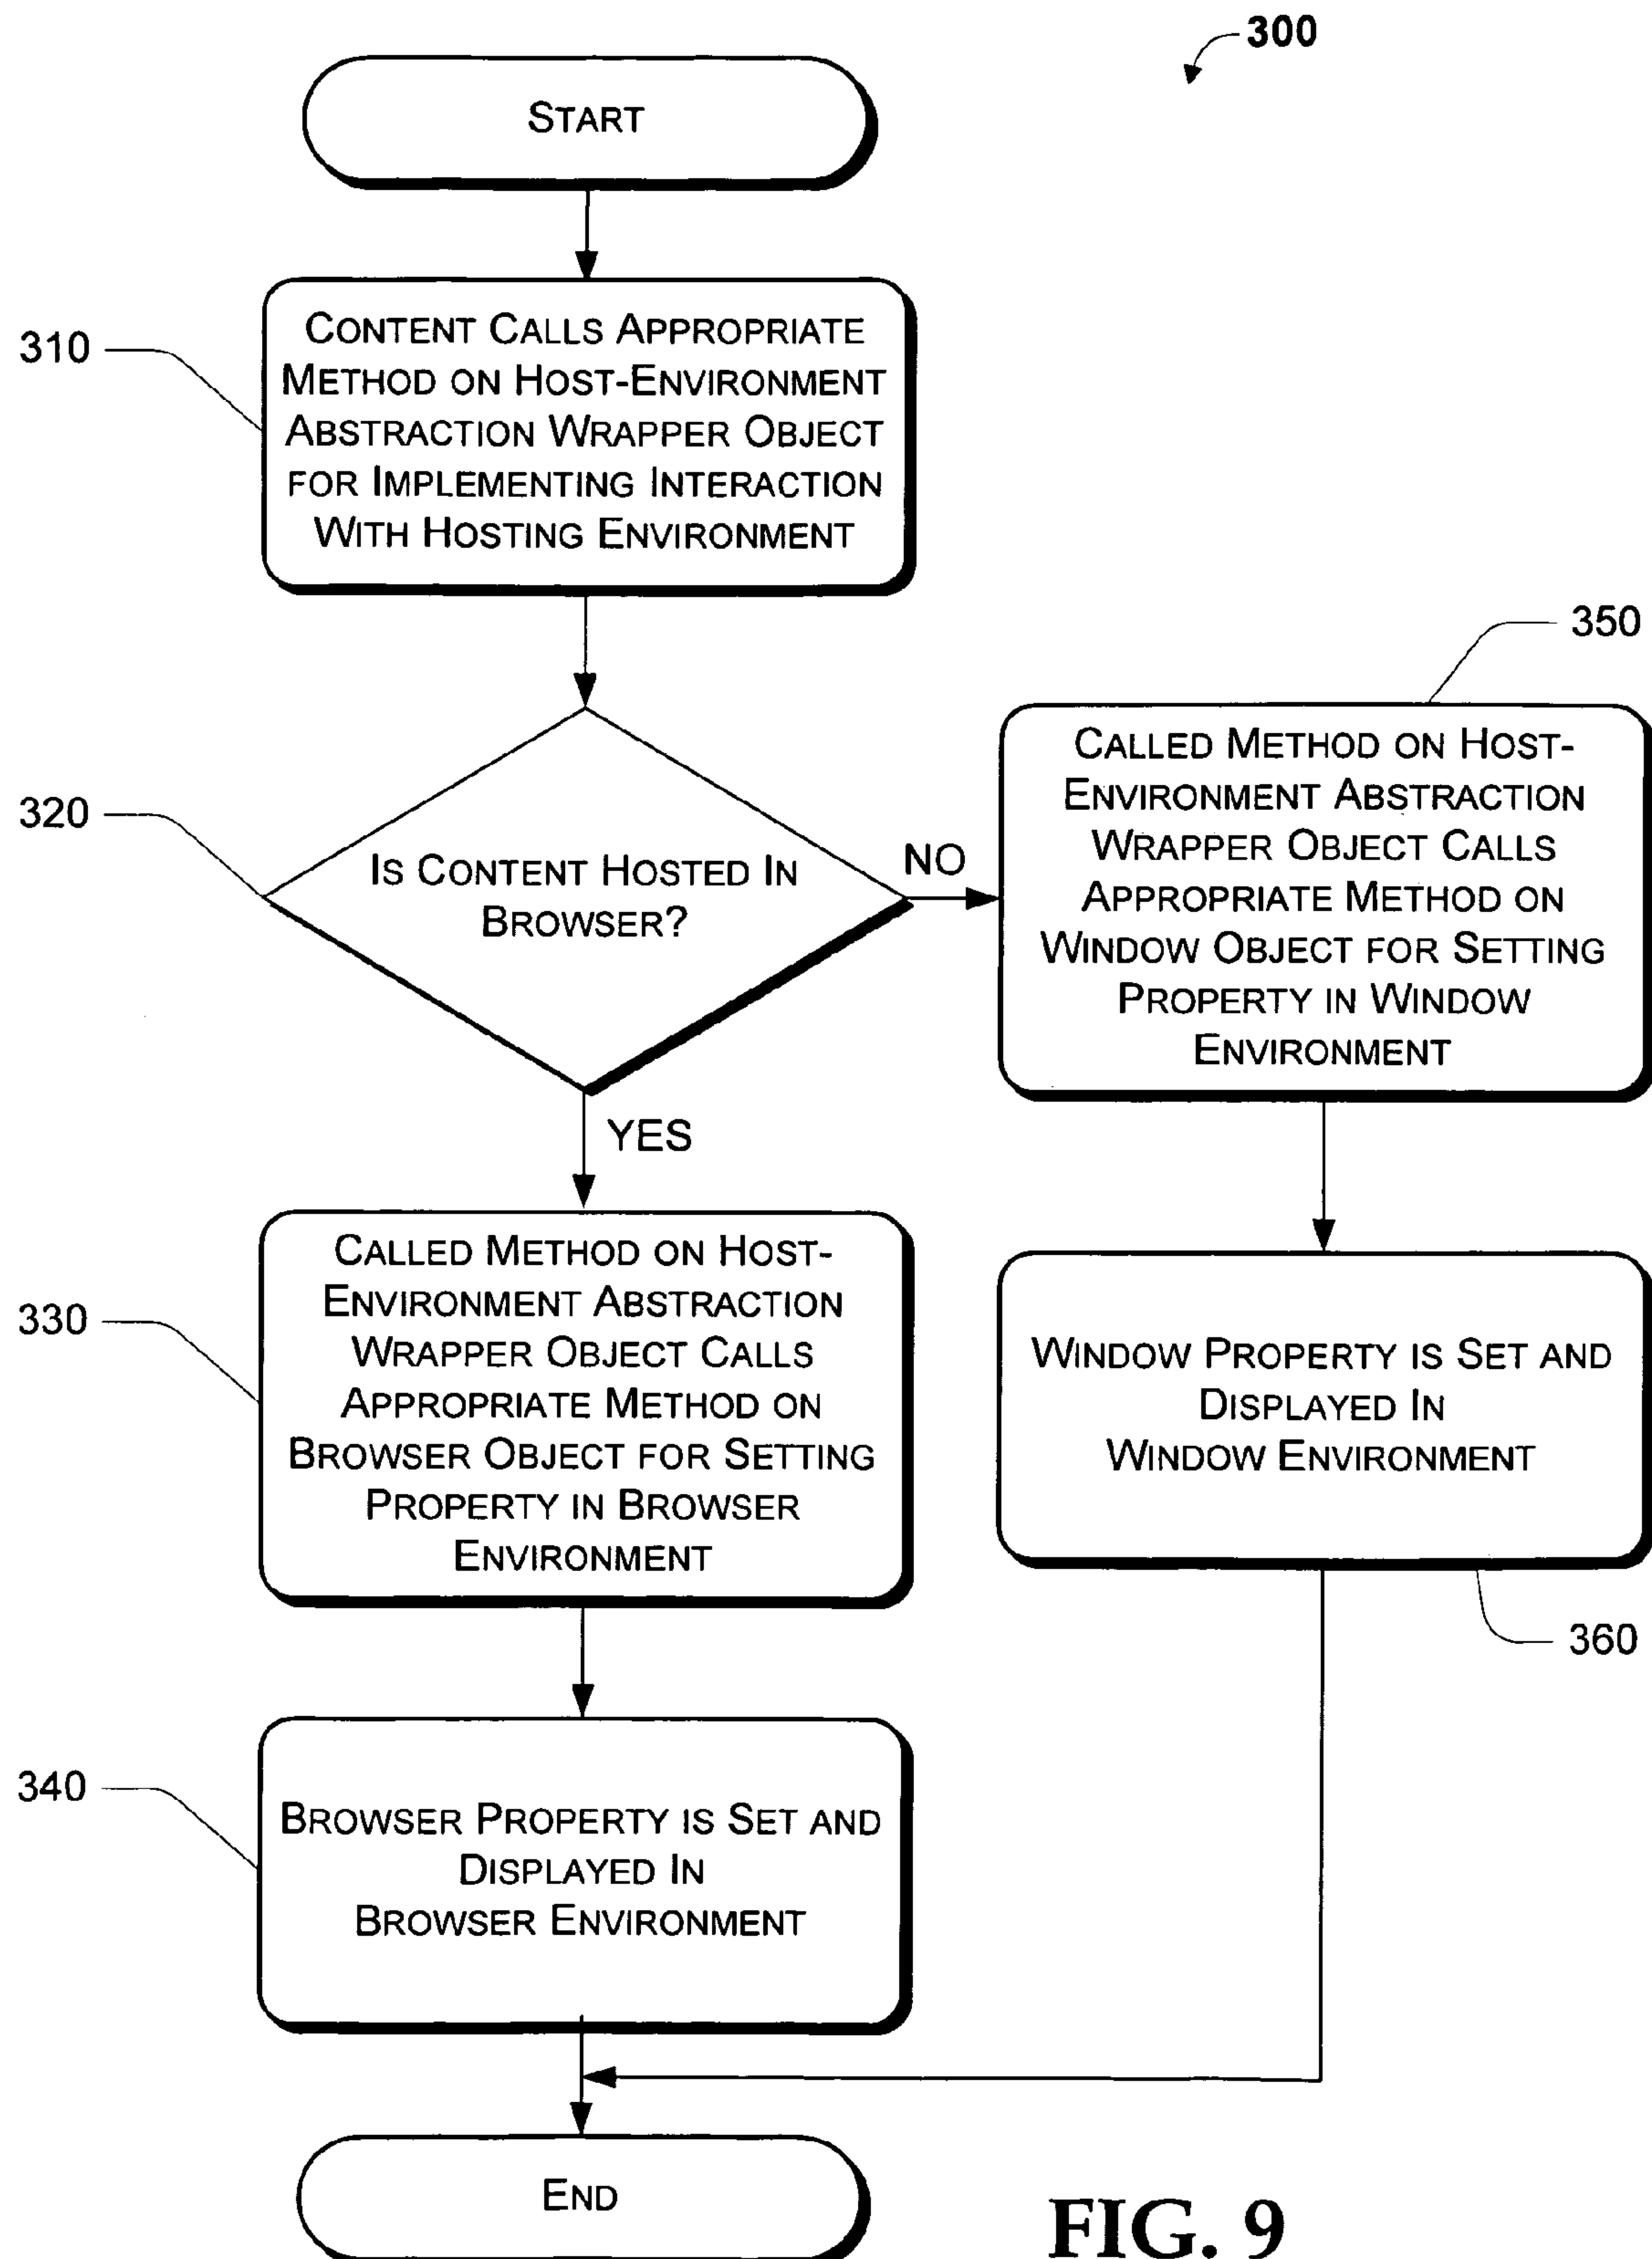 300
START
310
CONTENT CALLS APPROPRIATE
METHOD ON HOST-ENVIRONMENT
ABSTRACTION WRAPPER OBJECT
FOR IMPLEMENTING INTERACTION
WITH HOSTING ENVIRONMENT
320
IS CONTENT HOSTED IN
BROWSER?
NO
YES
350
CALLED METHOD ON HOST-
ENVIRONMENT ABSTRACTION
WRAPPER OBJECT CALLS
APPROPRIATE METHOD ON
WINDOW OBJECT FOR SETTING
PROPERTY IN WINDOW
ENVIRONMENT
330
CALLED METHOD ON HOST-
ENVIRONMENT ABSTRACTION
WRAPPER OBJECT CALLS
APPROPRIATE METHOD ON
BROWSER OBJECT FOR SETTING
PROPERTY IN BROWSER
ENVIRONMENT
WINDOW PROPERTY IS SET AND
DISPLAYED IN
WINDOW ENVIRONMENT
360
340
BROWSER PROPERTY IS SET AND
DISPLAYED IN
BROWSER ENVIRONMENT
END
FIG. 9